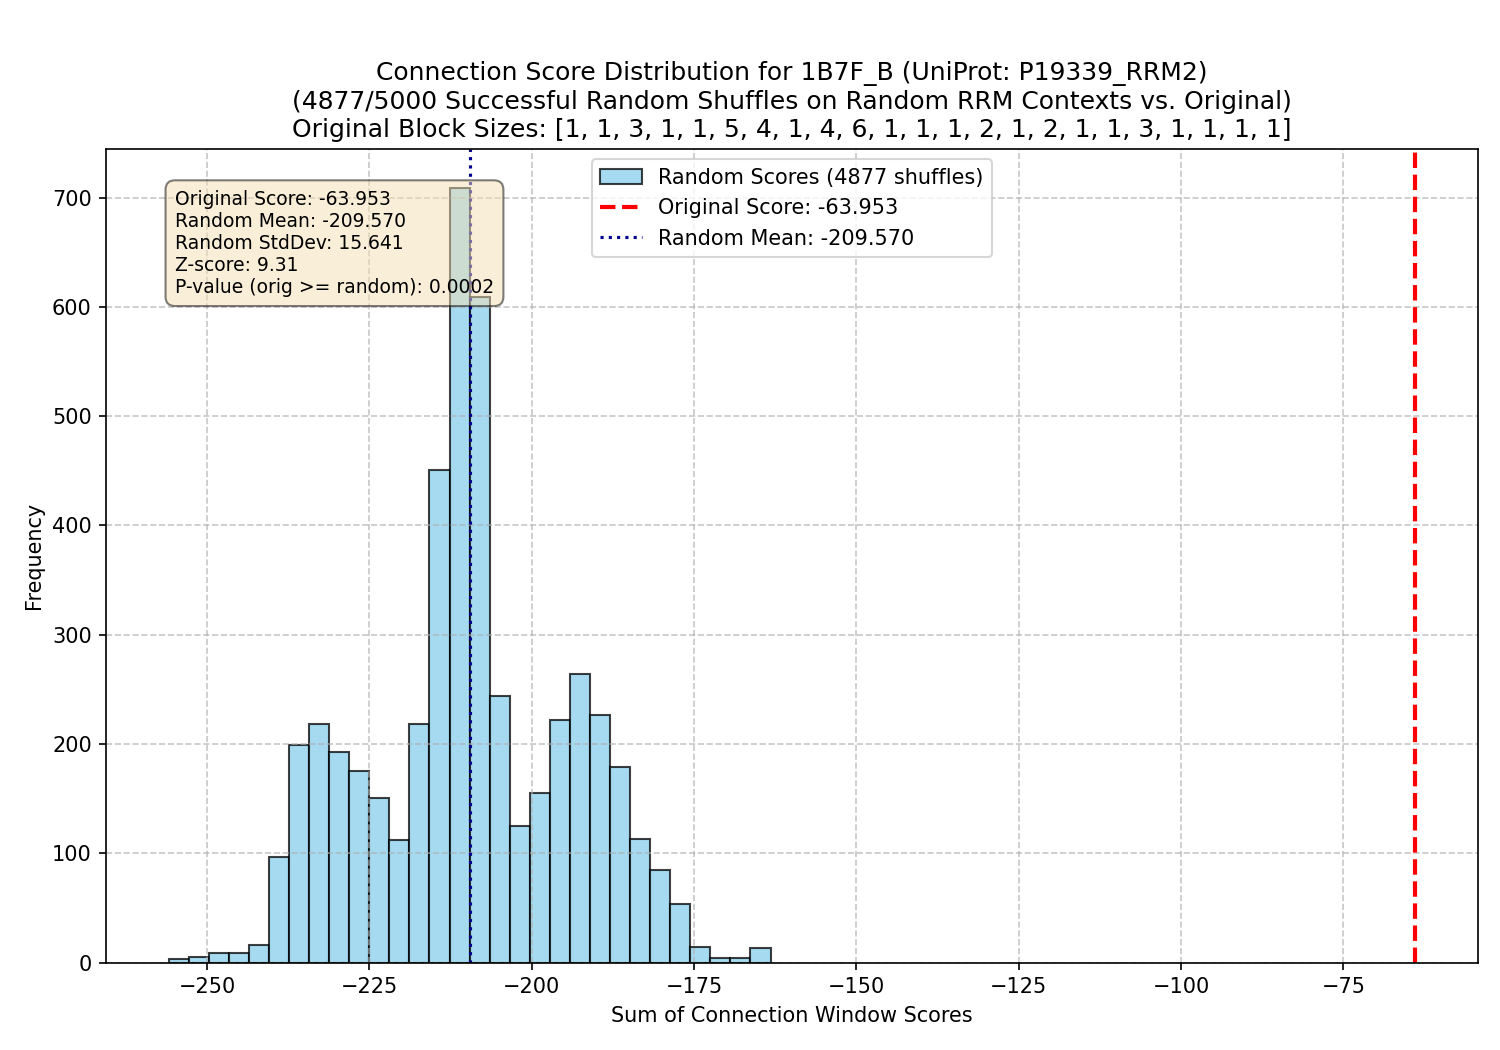 Connection Score Distribution for 1B7F_B (UniProt: P19339_RRM2)
(4877/5000 Successful Random Shuffles on Random RRM Contexts vs. Original)
Original Block Sizes: [1, 1, 3, 1, 1, 5, 4, 1, 4, 6, 1, 1, 1, 2, 1, 2, 1, 1, 3, 1, 1, 1, 1]
Original Score: -63.953
Random Mean: -209.570
Random StdDev: 15.641
Z-score: 9.31
P-value (orig >= random): 0.0002
Random Scores (4877 shuffles)
Original Score: -63.953
Random Mean: -209.570
Frequency
700
600
500
400
300
200
100
0
−250
−225
−200
−175
−150
−125
−100
−75
Sum of Connection Window Scores